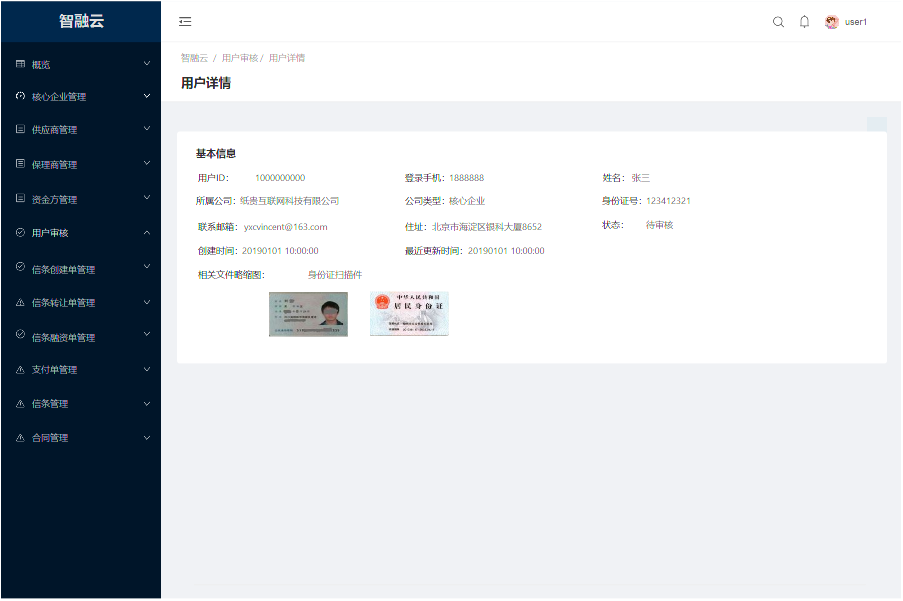 智融云
user1
概览
核心企业管理
供应商管理
保理商管理
资金方管理
用户审核
信条创建单管理
信条转让单管理
信条融资单管理
支付单管理
信条管理
合同管理
智融云 / 用户审核 / 用户详情
用户详情
基本信息
用户ID： 1000000000 登录手机：1888888 姓名：张三
所属公司：纸贵互联网科技有限公司 公司类型：核心企业 身份证号：123412321
联系邮箱：yxcvincent@163.com 住址：北京市海淀区银科大厦8652 状态： 待审核
创建时间：20190101 10:00:00 最近更新时间：20190101 10:00:00
相关文件略缩图： 身份证扫描件
中华人民共和国
居民身份证